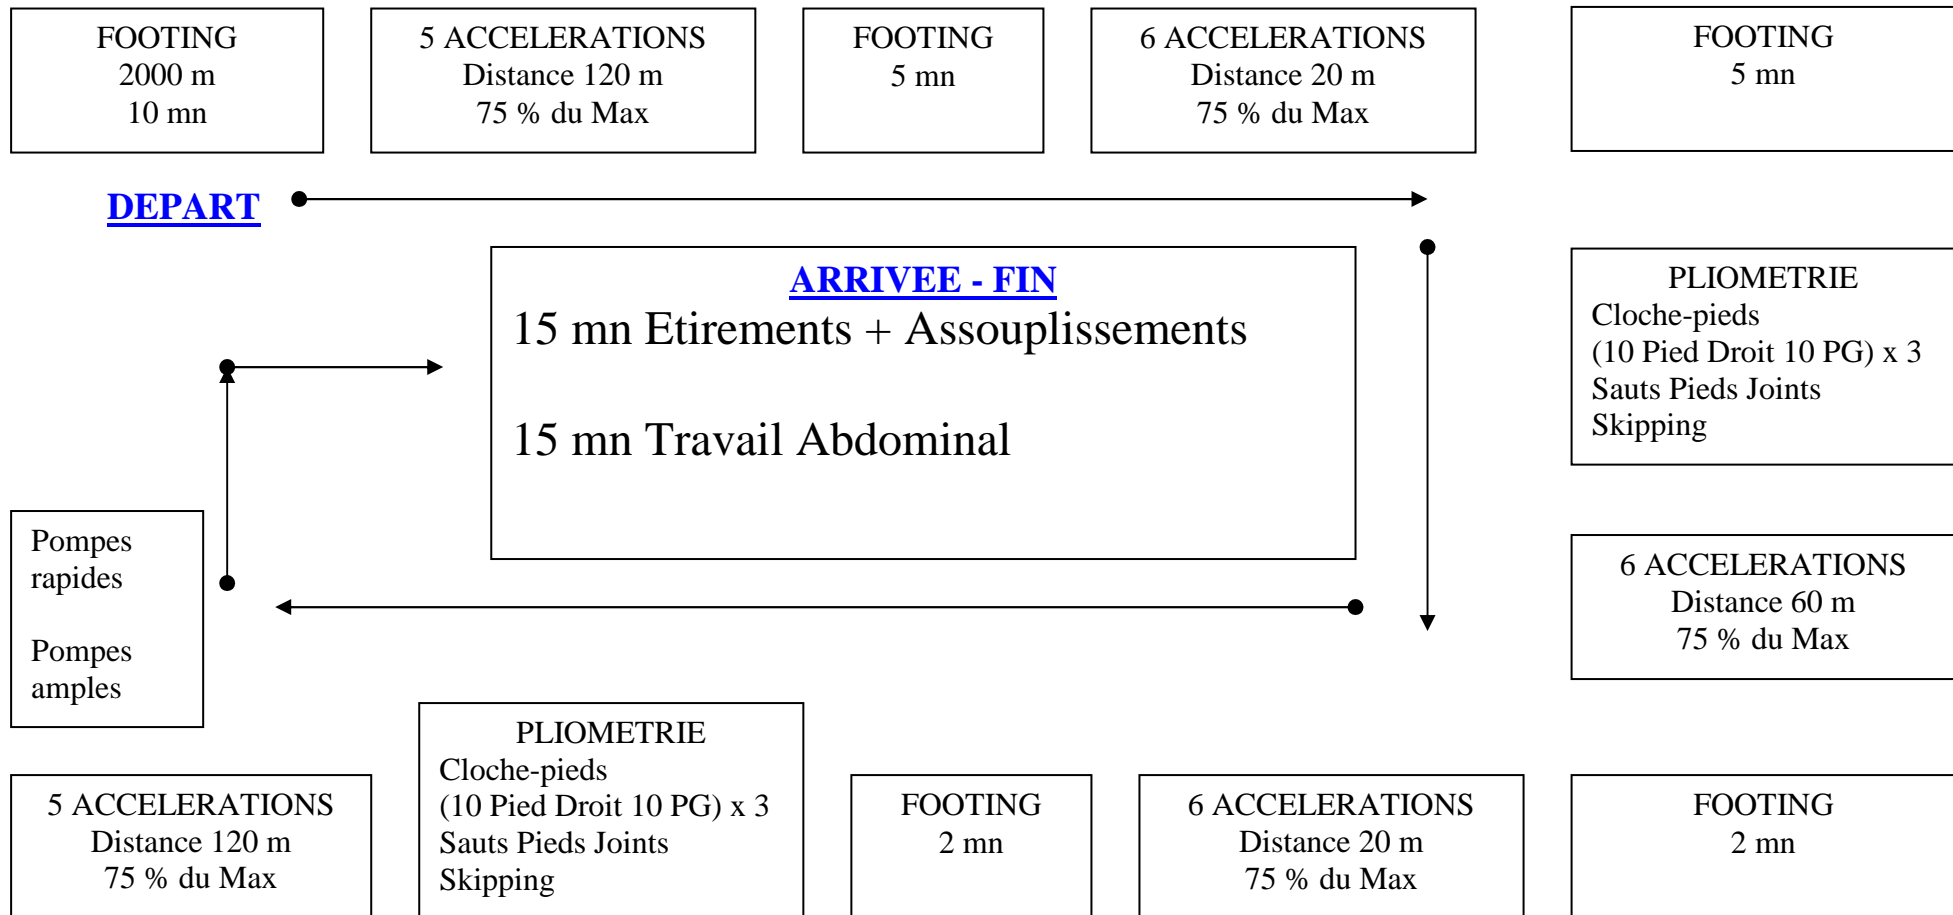 FOOTING
2000 m
10 mn
5 ACCELERATIONS
Distance 120 m
75 % du Max
FOOTING
5 mn
6 ACCELERATIONS
Distance 20 m
75 % du Max
FOOTING
5 mn
DEPART
ARRIVEE - FIN
15 mn Etirements + Assouplissements
15 mn Travail Abdominal
PLIOMETRIE
Cloche-pieds
(10 Pied Droit 10 PG) x 3
Sauts Pieds Joints
Skipping
6 ACCELERATIONS
Distance 60 m
75 % du Max
FOOTING
2 mn
6 ACCELERATIONS
Distance 20 m
75 % du Max
FOOTING
2 mn
PLIOMETRIE
Cloche-pieds
(10 Pied Droit 10 PG) x 3
Sauts Pieds Joints
Skipping
5 ACCELERATIONS
Distance 120 m
75 % du Max
Pompes
rapides
Pompes
amples